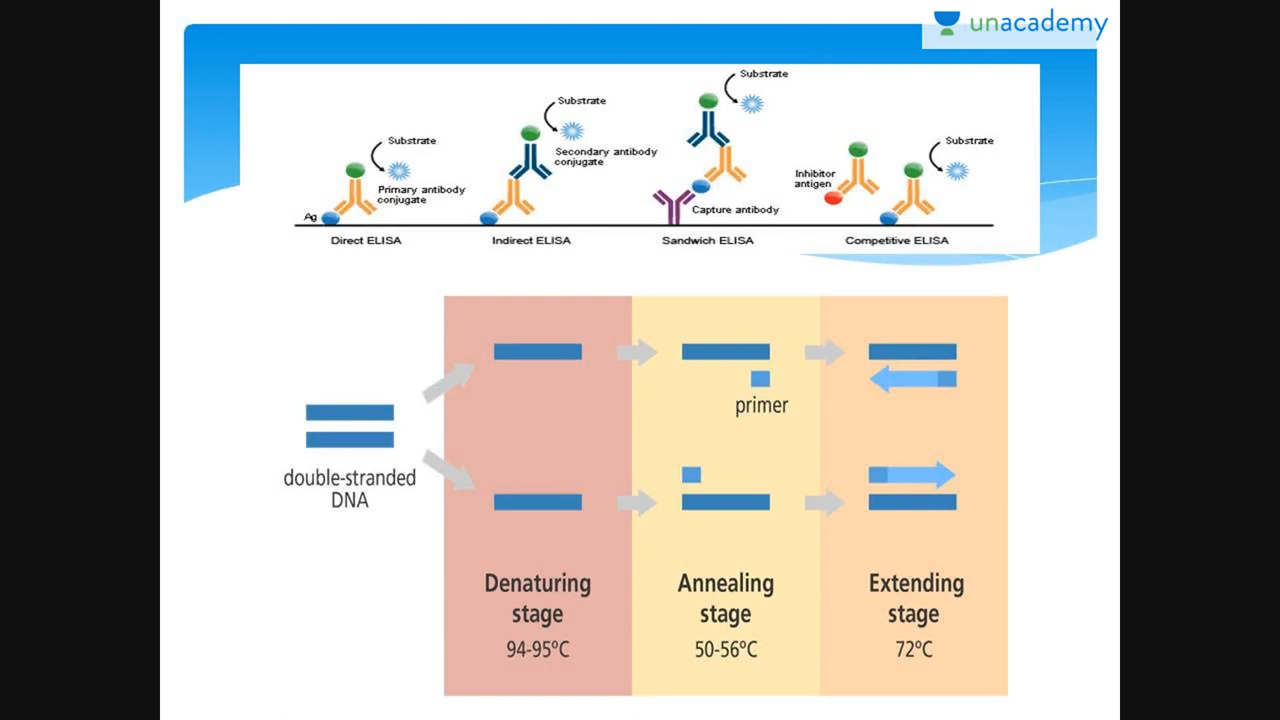 unacademy
Substrate
Primary antibody
conjugate
Ag
Direct ELISA
Substrate
Secondary antibody
conjugate
Indirect ELISA
Substrate
Capture antibody
Sandwich ELISA
Substrate
Inhibitor
antigen
Competitive ELISA
double-stranded
DNA
primer
Denaturing
stage
94-95ºC
Annealing
stage
50-56ºC
Extending
stage
72ºC